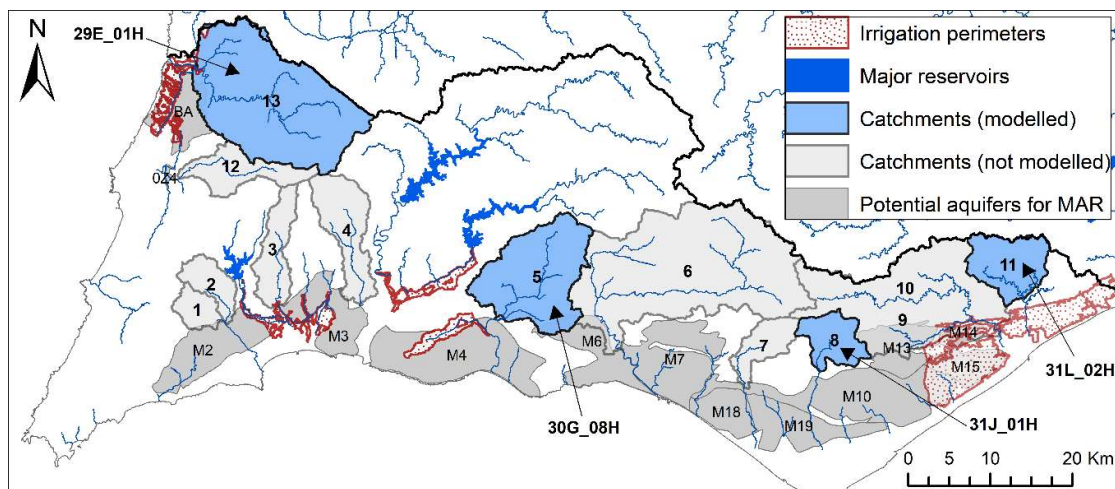 N
29E_01H
13
BA
12
0Z4
3
4
2
1
M2
M3
M4
5
M6
6
M7
7
M18
M19
8
M10
10
9
M13
M14
M15
11
30G_08H
31J_01H
31L_02H
Irrigation perimeters
Major reservoirs
Catchments (modelled)
Catchments (not modelled)
Potential aquifers for MAR
0 5 10 15 20 Km